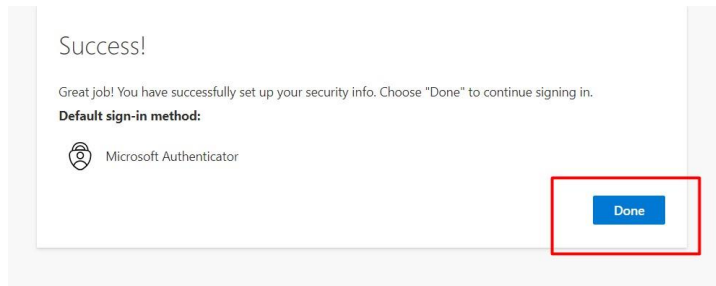 Success!
Great job! You have successfully set up your security info. Choose "Done" to continue signing in.
Default sign-in method:
Microsoft Authenticator
Done